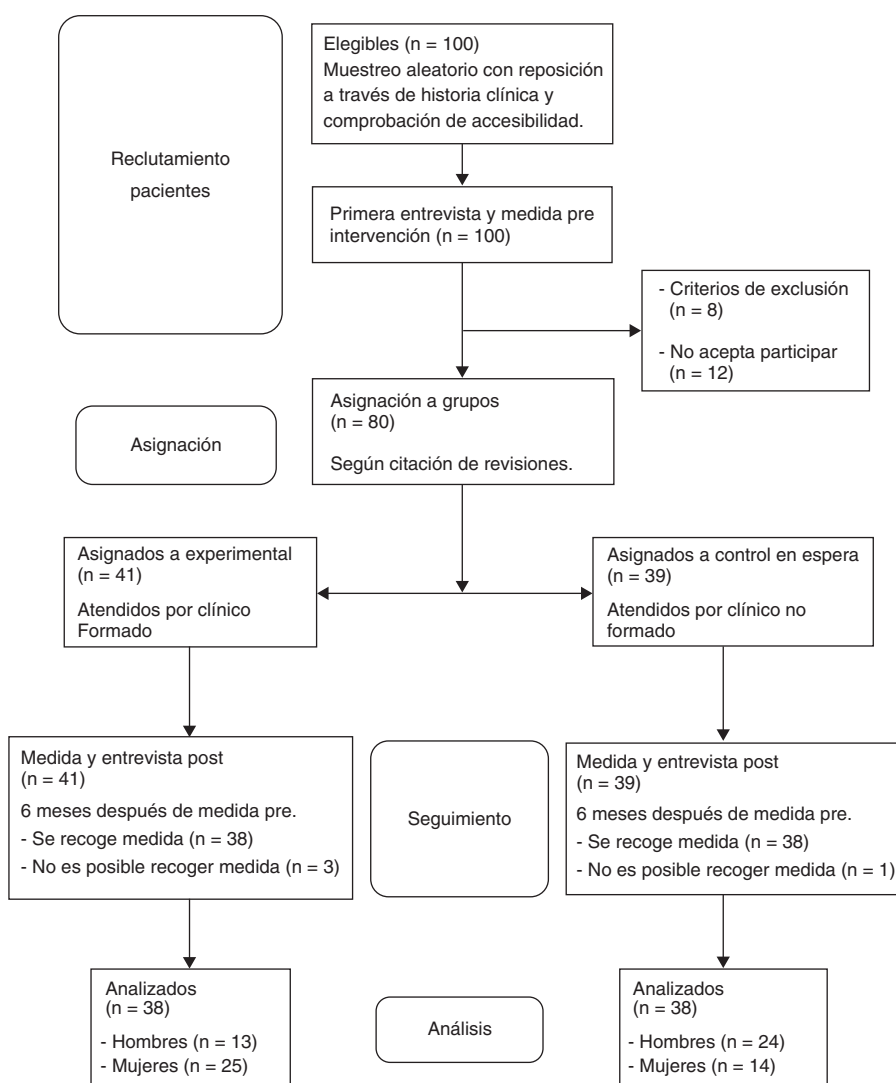 Reclutamiento
pacientes
Elegibles (n = 100)
Muestreo aleatorio con reposición
a través de historia clínica y
comprobación de accesibilidad.
Primera entrevista y medida pre
intervención (n = 100)
- Criterios de exclusión
(n = 8)
- No acepta participar
(n = 12)
Asignación
Asignación a grupos
(n = 80)
Según citación de revisiones.
Asignados a experimental
(n = 41)
Atendidos por clínico
Formado
Asignados a control en espera
(n = 39)
Atendidos por clínico no
formado
Medida y entrevista post
(n = 41)
6 meses después de medida pre.
- Se recoge medida (n = 38)
- No es posible recoger medida (n = 3)
Seguimiento
Medida y entrevista post
(n = 39)
6 meses después de medida pre.
- Se recoge medida (n = 38)
- No es posible recoger medida (n = 1)
Analizados
(n = 38)
- Hombres (n = 13)
- Mujeres (n = 25)
Análisis
Analizados
(n = 38)
- Hombres (n = 24)
- Mujeres (n = 14)